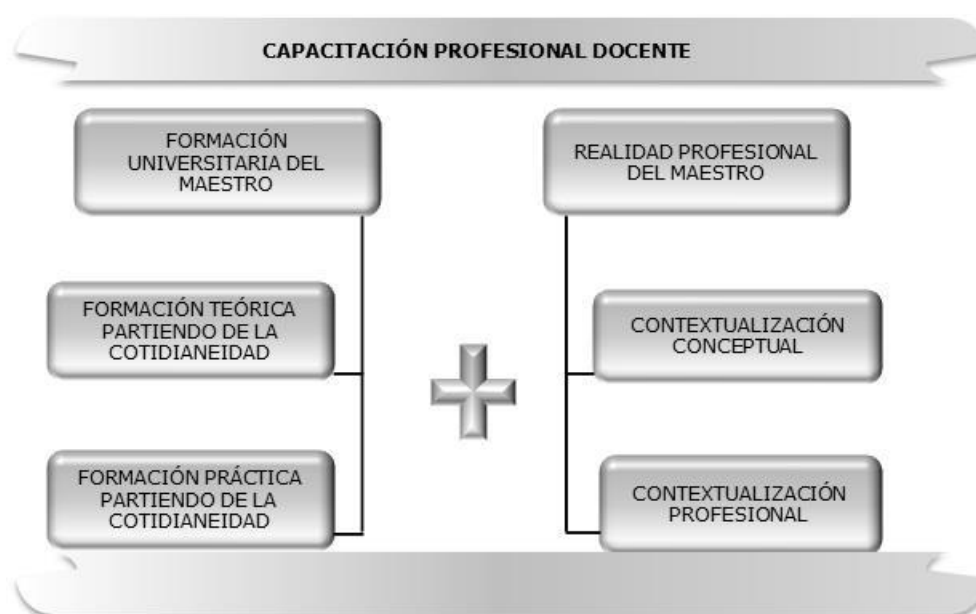 CAPACITACIÓN PROFESIONAL DOCENTE
FORMACIÓN
UNIVERSITARIA DEL
MAESTRO
FORMACIÓN TEÓRICA
PARTIENDO DE LA
COTIDIANEIDAD
FORMACIÓN PRÁCTICA
PARTIENDO DE LA
COTIDIANEIDAD
REALIDAD PROFESIONAL
DEL MAESTRO
CONTEXTUALIZACIÓN
CONCEPTUAL
CONTEXTUALIZACIÓN
PROFESIONAL